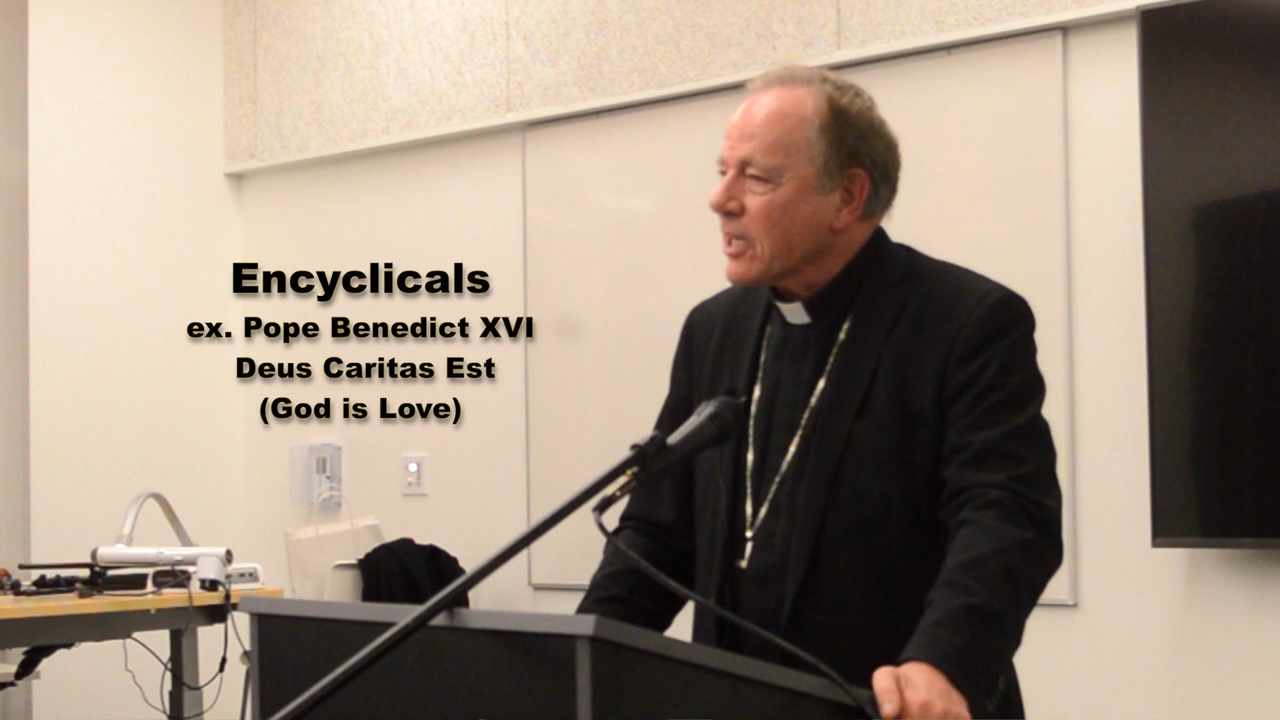 Encyclicals
ex. Pope Benedict XVI
Deus Caritas Est
(God is Love)